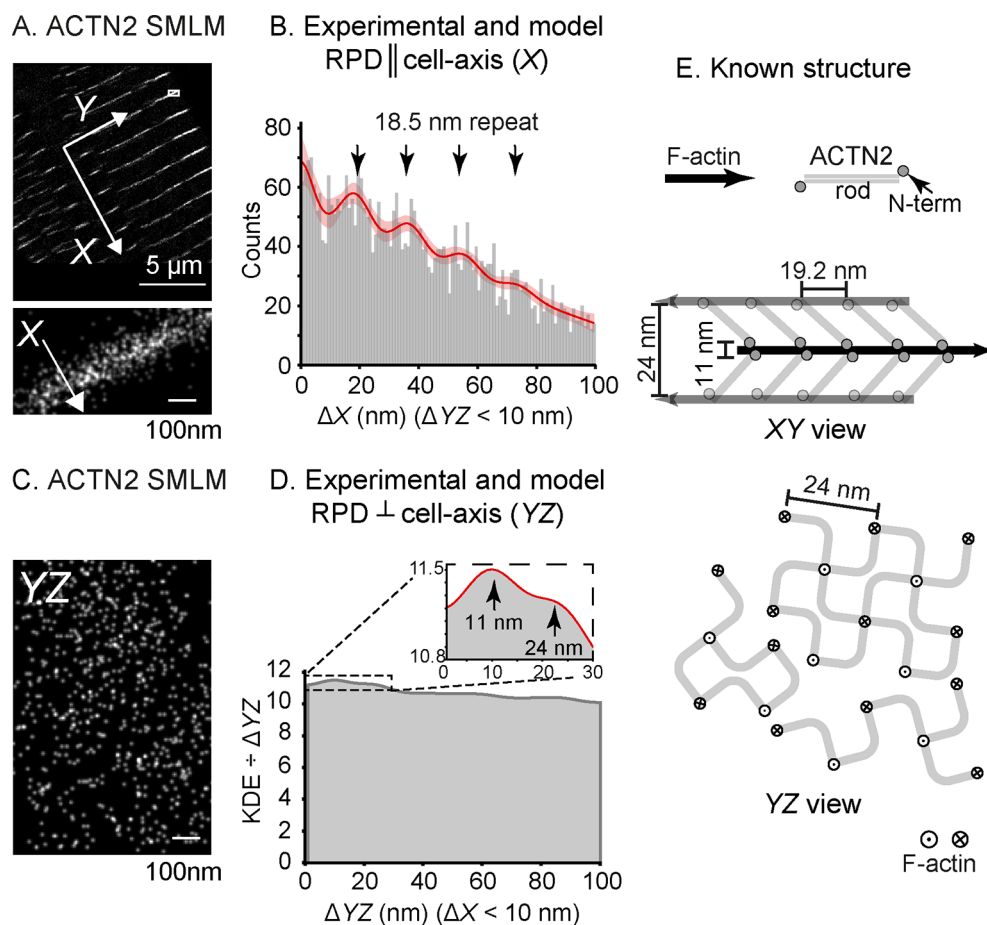 A. ACTN2 SMLM
Y
X
5 µm
X
100nm
B. Experimental and model
RPD ∥ cell-axis (X)
80
60
40
20
0
Counts
18.5 nm repeat
0 20 40 60 80 100
ΔX (nm) (ΔYZ < 10 nm)
C. ACTN2 SMLM
YZ
100nm
D. Experimental and model
RPD ⊥ cell-axis (YZ)
11.5
10.8
11 nm
24 nm
0 10 20 30
12
10
8
6
4
2
0
KDE ÷ ΔYZ
0 20 40 60 80 100
ΔYZ (nm) (ΔX < 10 nm)
E. Known structure
F-actin
ACTN2
rod
N-term
19.2 nm
24 nm
11 nm
XY view
24 nm
YZ view
F-actin